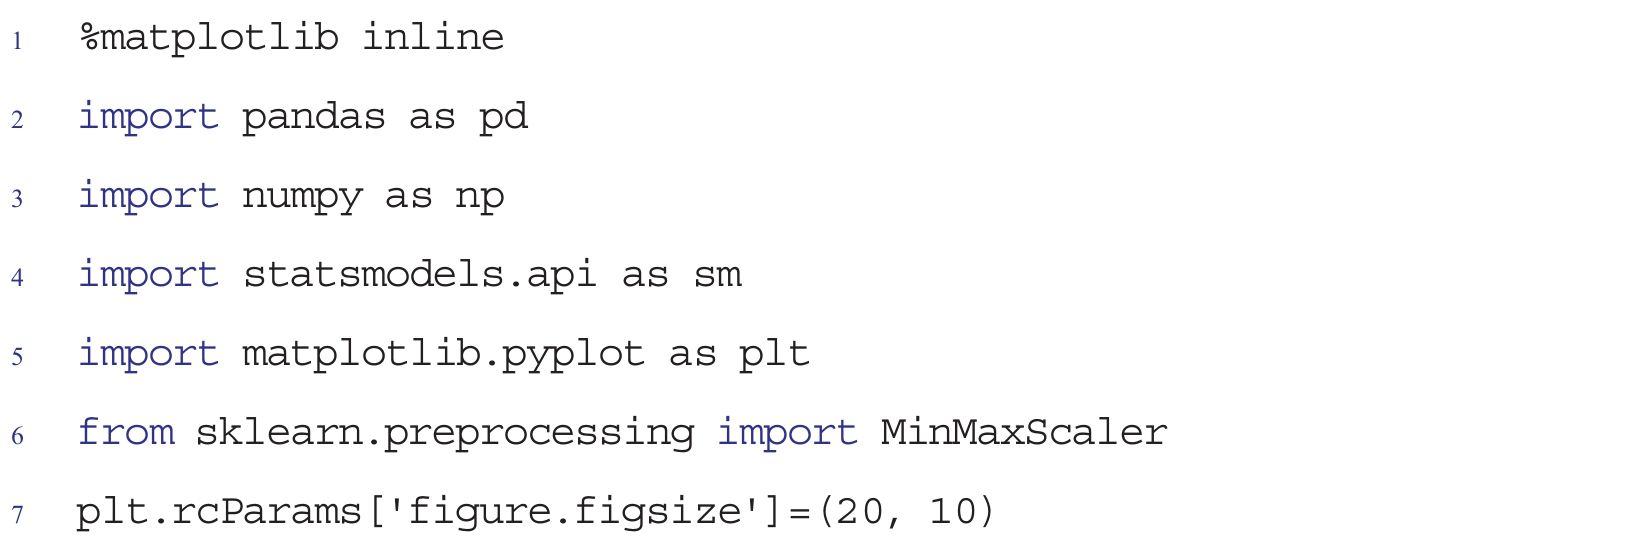 1 %matplotlib inline
2 import pandas as pd
3 import numpy as np
4 import statsmodels.api as sm
5 import matplotlib.pyplot as plt
6 from sklearn.preprocessing import MinMaxScaler
7 plt.rcParams['figure.figsize']=(20, 10)